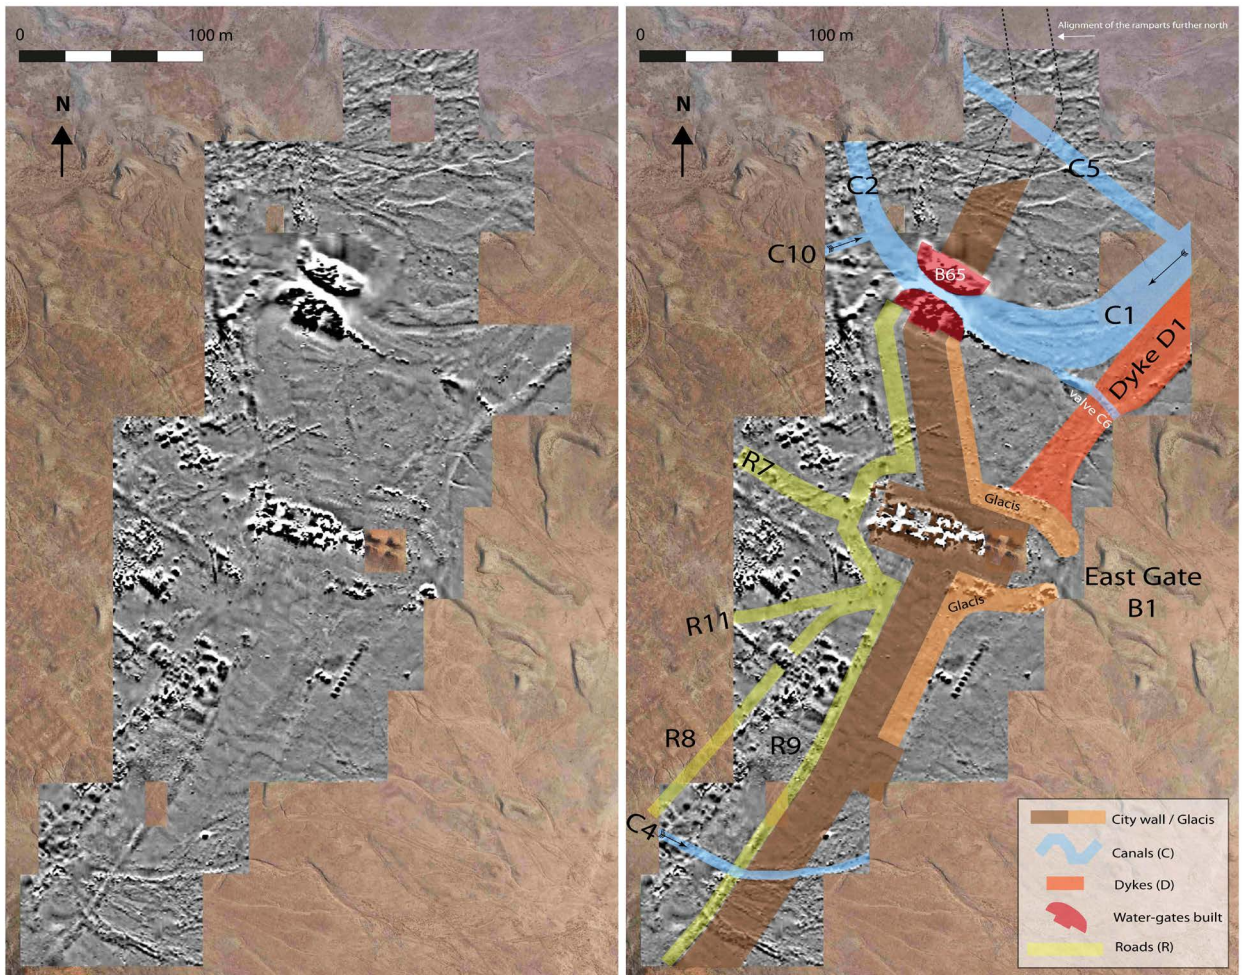 0 100 m
N
0 100 m
Alignment of the ramparts further north
N
C5
C2
C10
B65
C1
Dyke D1
valve C6
R7
Glacis
East Gate
B1
Glacis
R11
R8
R9
C4
City wall / Glacis
Canals (C)
Dykes (D)
Water-gates built
Roads (R)